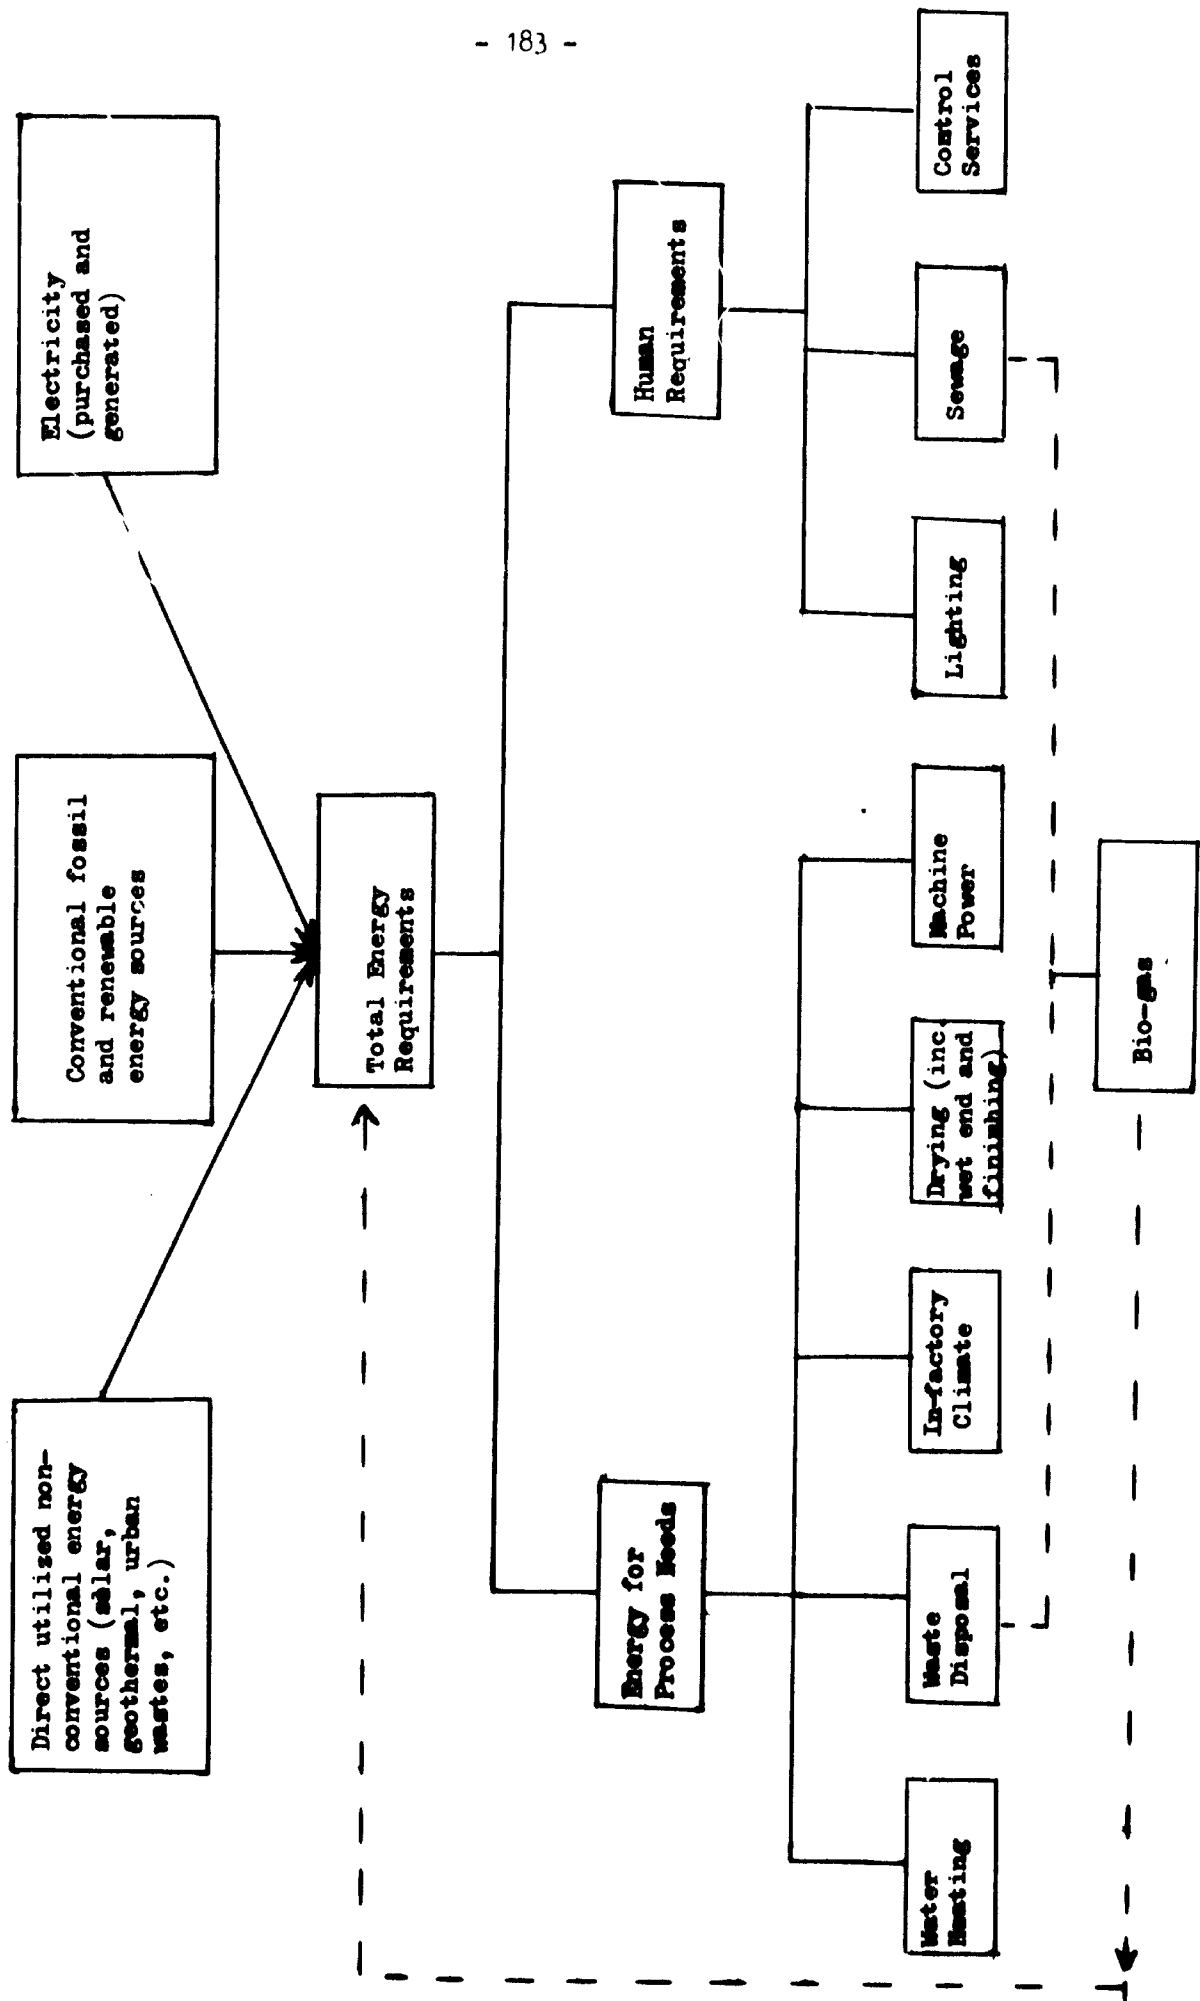 - 183 -
Direct utilized non-
conventional energy
sources (solar,
geothermal, urban
wastes, etc.)
Conventional fossil
and renewable
energy sources
Electricity
(purchased and
generated)
Total Energy
Requirements
Energy for
Process Needs
Human
Requirements
Water
Heating
Waste
Disposal
In-factory
Climate
Drying (inc.
wet end and
finishing)
Machine
Power
Lighting
Sewage
Control
Services
Bio-gas